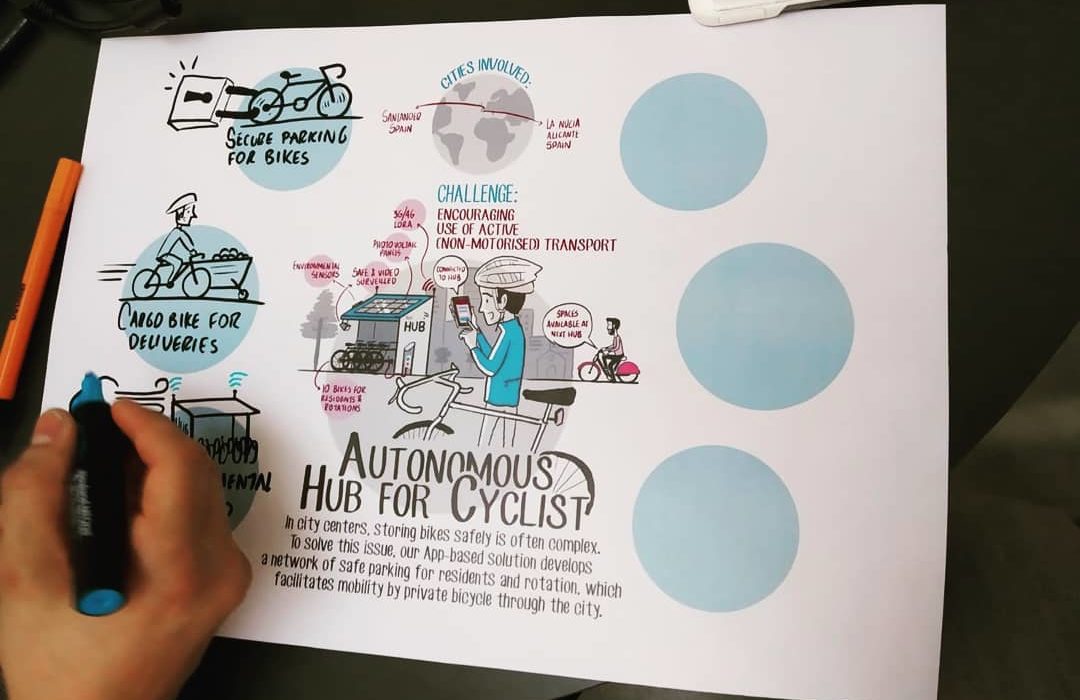 SECURE PARKING
FOR BIKES
CARGO BIKE FOR
DELIVERIES
CITIES INVOLVED:
SANTANDER
SPAIN
LA NUCIA
ALICANTE
SPAIN
CHALLENGE:
ENCOURAGING
USE OF ACTIVE
(NON-MOTORISED) TRANSPORT
3G/4G
LORA
PHOTOVOLTAIC
PANELS
ENVIRONMENTAL
SENSORS
SAFE & VIDEO
SURVEILLED
CONNECTED
TO HUB
HUB
SPACES
AVAILABLE AT
NEXT HUB
10 BIKES FOR
RESIDENTS &
ROTATIONS
AUTONOMOUS
HUB FOR CYCLIST
In city centers, storing bikes safely is often complex.
To solve this issue, our App-based solution develops
a network of safe parking for residents and rotation, which
facilitates mobility by private bicycle through the city.